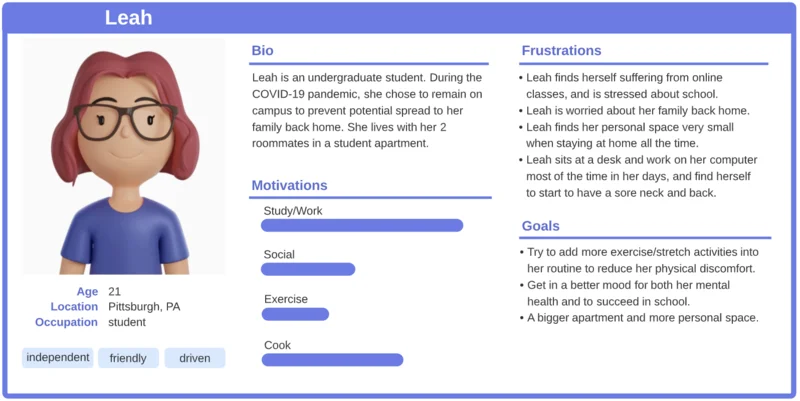 Leah
Age 21
Location Pittsburgh, PA
Occupation student
independent friendly driven
Bio
Leah is an undergraduate student. During the
COVID-19 pandemic, she chose to remain on
campus to prevent potential spread to her
family back home. She lives with her 2
roommates in a student apartment.
Motivations
Study/Work
Social
Exercise
Cook
Frustrations
• Leah finds herself suffering from online
classes, and is stressed about school.
• Leah is worried about her family back home.
• Leah finds her personal space very small
when staying at home all the time.
• Leah sits at a desk and work on her computer
most of the time in her days, and find herself
to start to have a sore neck and back.
Goals
• Try to add more exercise/stretch activities into
her routine to reduce her physical discomfort.
• Get in a better mood for both her mental
health and to succeed in school.
• A bigger apartment and more personal space.